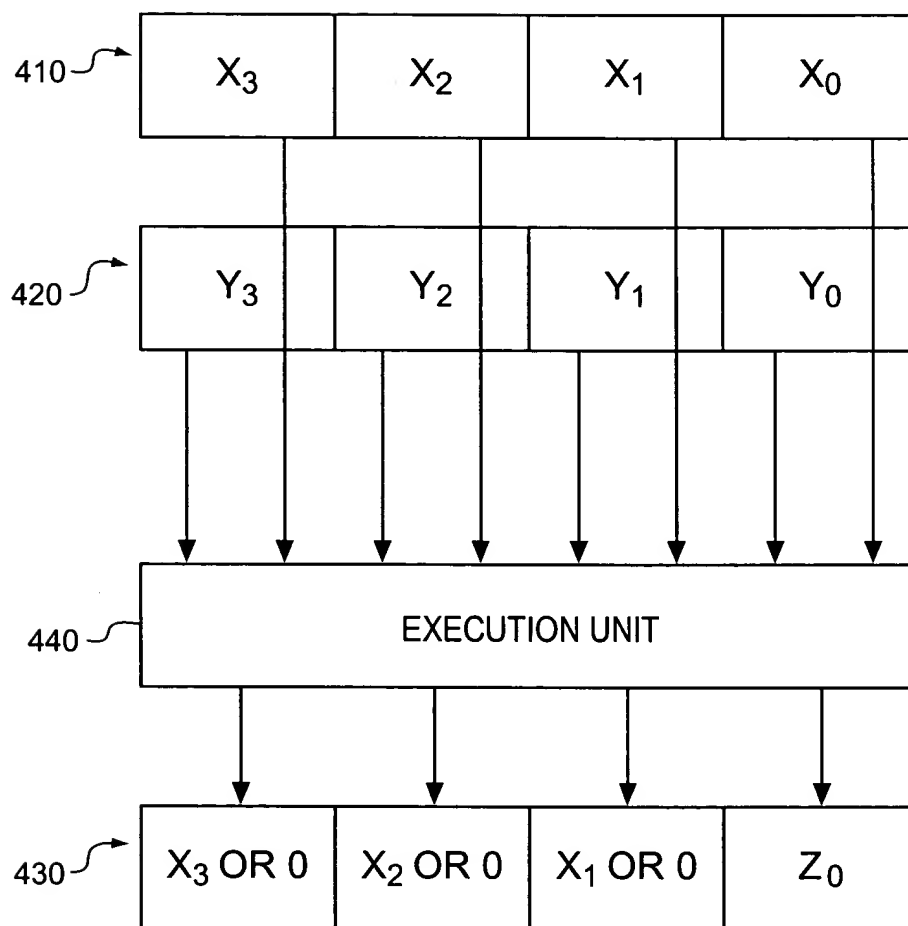 410 X₃ X₂ X₁ X₀
420 Y₃ Y₂ Y₁ Y₀
440 EXECUTION UNIT
430 X₃ OR 0 X₂ OR 0 X₁ OR 0 Z₀